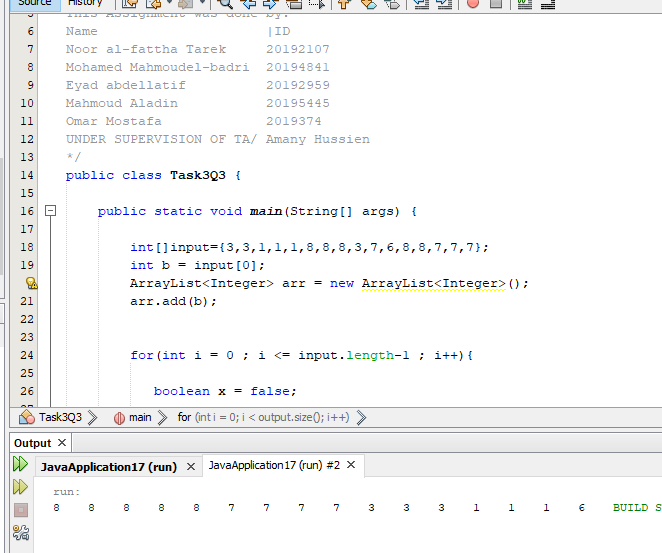 Source History
5 This Assignment was done by:
6 Name |ID
7 Noor al-fattha Tarek 20192107
8 Mohamed Mahmoudel-badri 20194841
9 Eyad abdellatif 20192959
10 Mahmoud Aladin 20195445
11 Omar Mostafa 2019374
12 UNDER SUPERVISION OF TA/ Amany Hussien
13 */
14 public class Task3Q3 {
15
16 public static void main(String[] args) {
17
18 int[]input={3,3,1,1,1,8,8,8,3,7,6,8,8,7,7,7};
19 int b = input[0];
ArrayList<Integer> arr = new ArrayList<Integer>();
21 arr.add(b);
22
23
24 for(int i = 0 ; i <= input.length-1 ; i++){
25
26 boolean x = false;
Task3Q3 main for (int i = 0; i < output.size(); i++)
Output ×
JavaApplication17 (run) × JavaApplication17 (run) #2 ×
run:
8 8 8 8 8 7 7 7 7 3 3 3 1 1 1 6 BUILD S